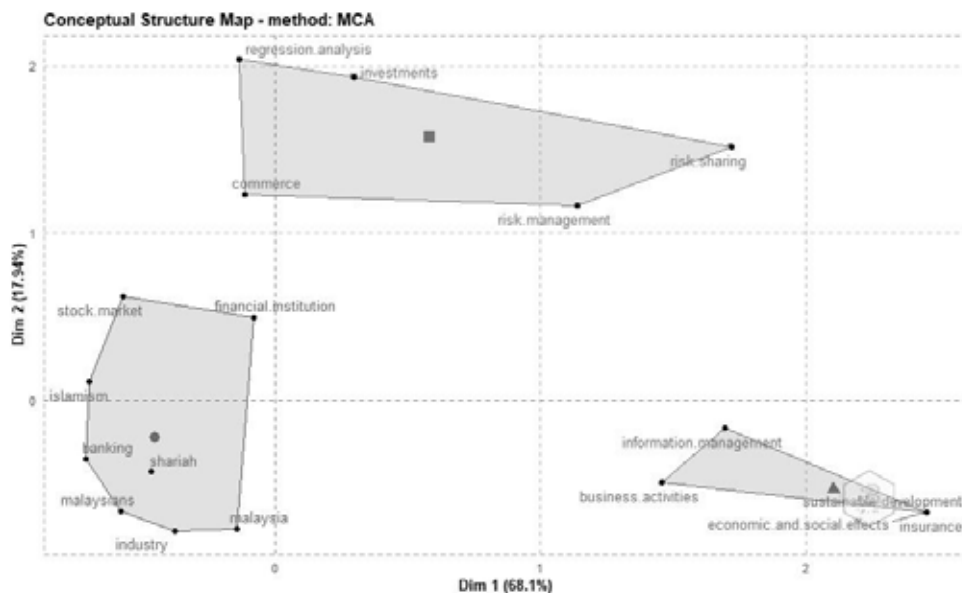 Conceptual Structure Map - method: MCA
regression.analysis
2
investments
risk.sharing
commerce
risk.management
1
stock.market
financial.institution
Dim 2 (17.94%)
0
islamism
information.management
banking
shariah
business.activities
malaysians
sustainable.development
malaysia
economic.and.social.effects
insurance
industry
0
1
2
Dim 1 (68.1%)